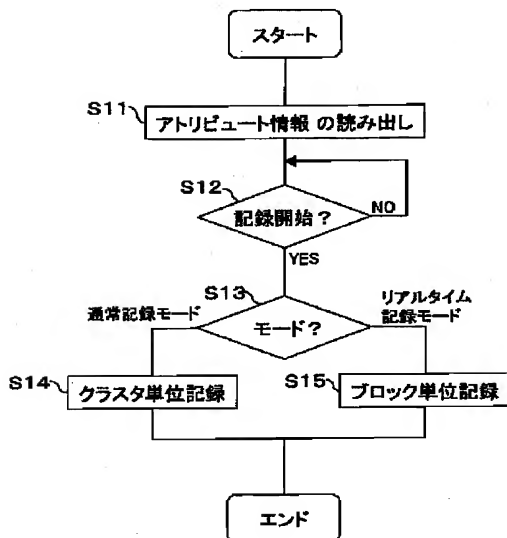 スタート
S11
アトリビュート情報 の読み出し
S12
記録開始？
NO
YES
S13
通常記録モード
モード？
リアルタイム
記録モード
S14
クラスタ単位記録
S15
ブロック単位記録
エンド